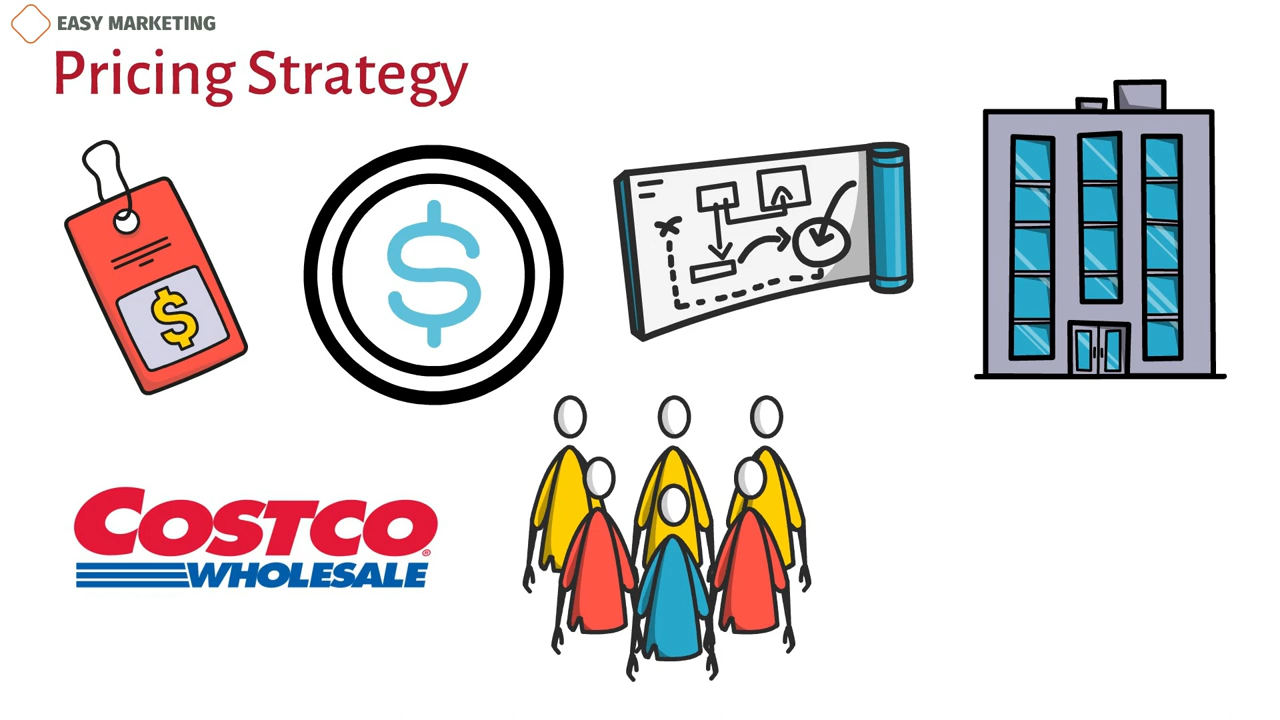 EASY MARKETING
Pricing Strategy
$
$
COSTCO
WHOLESALE